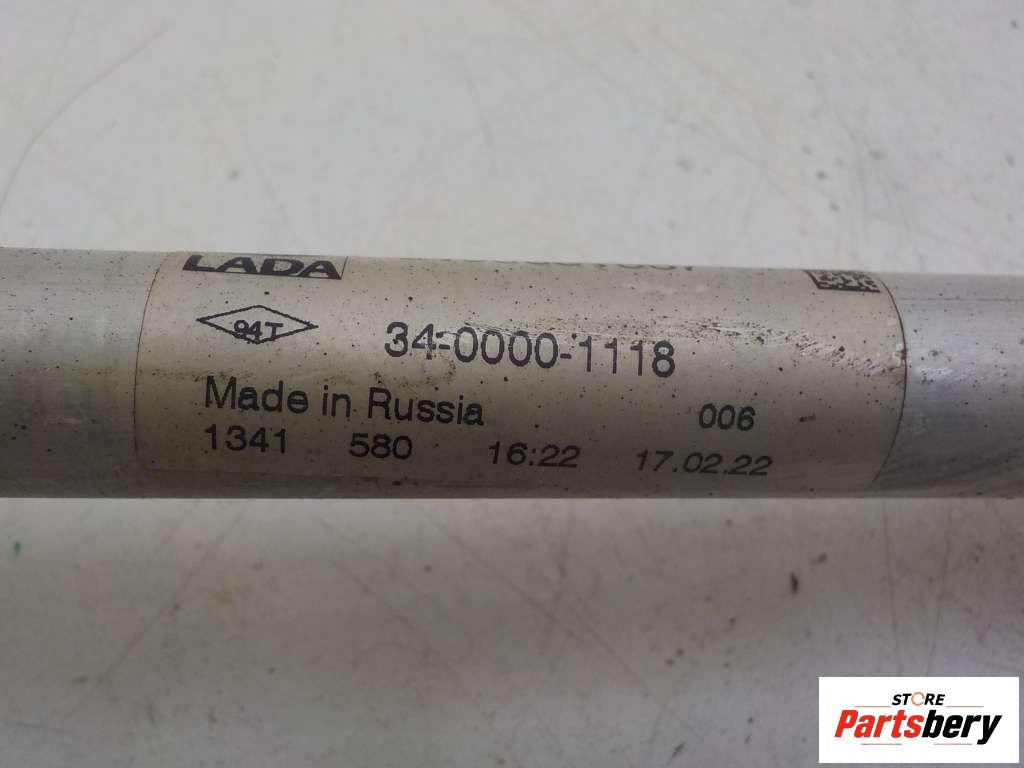 LADA
94T 34-0000-1118
Made in Russia 006
1341 580 16:22 17.02.22
STORE
Partsbery